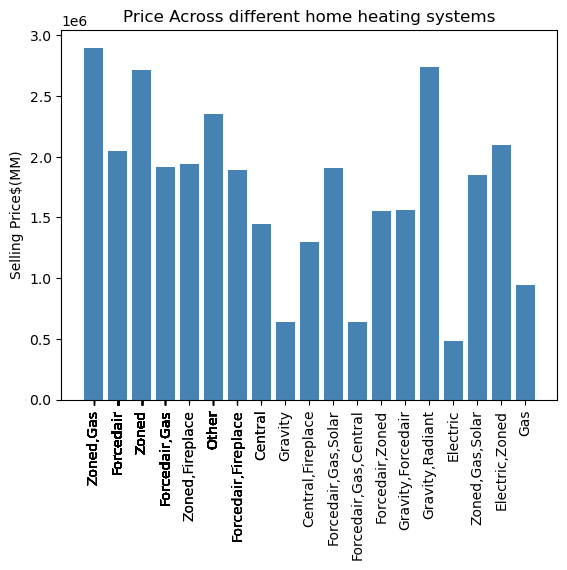 Price Across different home heating systems
1e6
3.0
2.5
2.0
1.5
1.0
0.5
0.0
Selling Price$(MM)
Zoned,Gas
Forcedair
Zoned
Forcedair,Gas
Zoned,Fireplace
Other
Forcedair,Fireplace
Central
Gravity
Central,Fireplace
Forcedair,Gas,Solar
Forcedair,Gas,Central
Forcedair,Zoned
Gravity,Forcedair
Gravity,Radiant
Electric
Zoned,Gas,Solar
Electric,Zoned
Gas